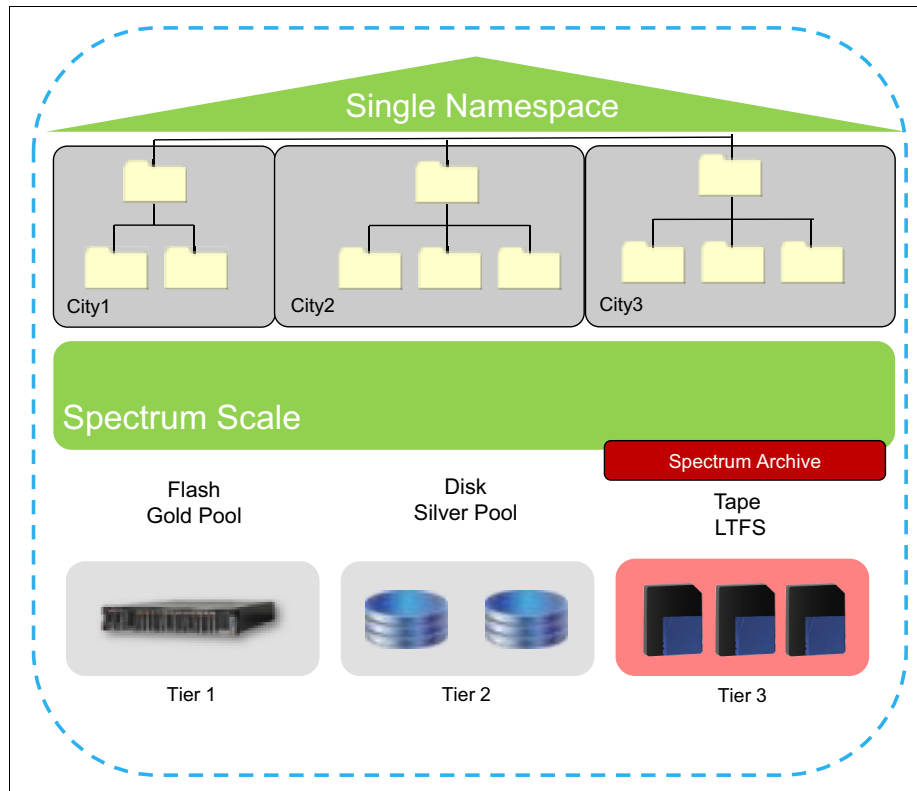 Single Namespace
City1
City2
City3
Spectrum Scale
Spectrum Archive
Flash
Gold Pool
Disk
Silver Pool
Tape
LTFS
Tier 1
Tier 2
Tier 3